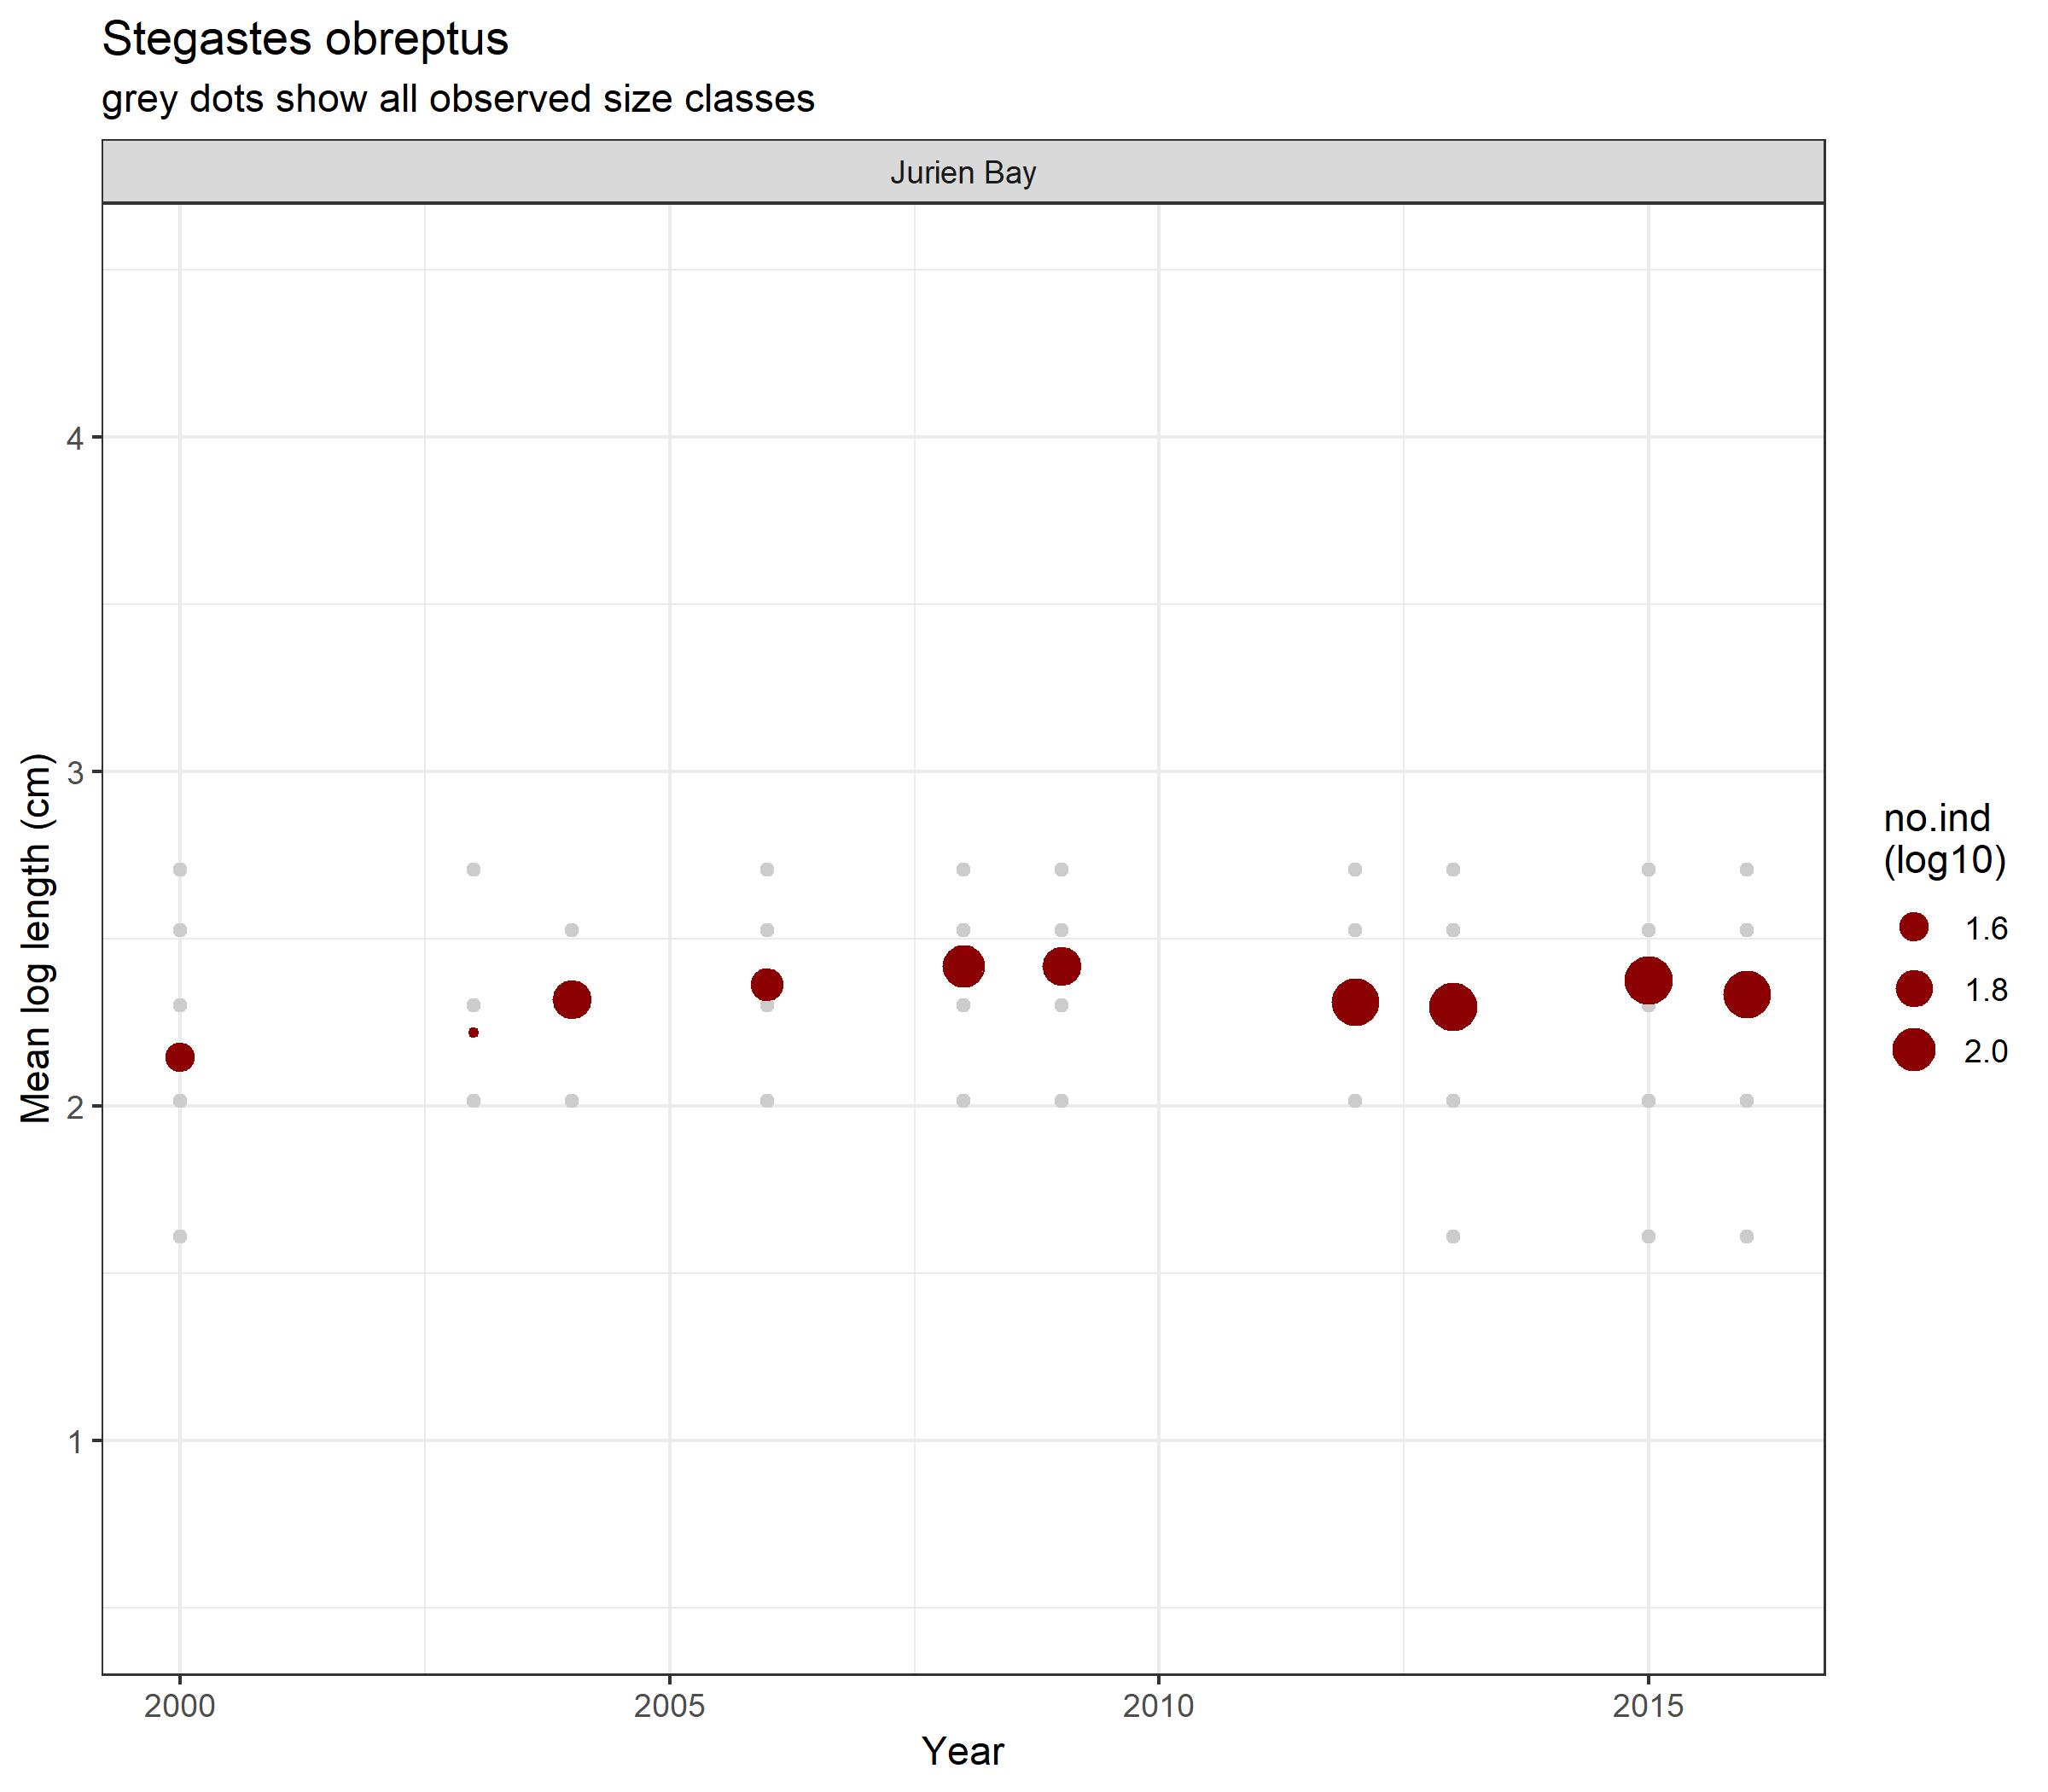 Stegastes obreptus
grey dots show all observed size classes
Jurien Bay
Mean log length (cm)
4
3
2
1
2000 2005 2010 2015
Year
no.ind
(log10)
1.6
1.8
2.0